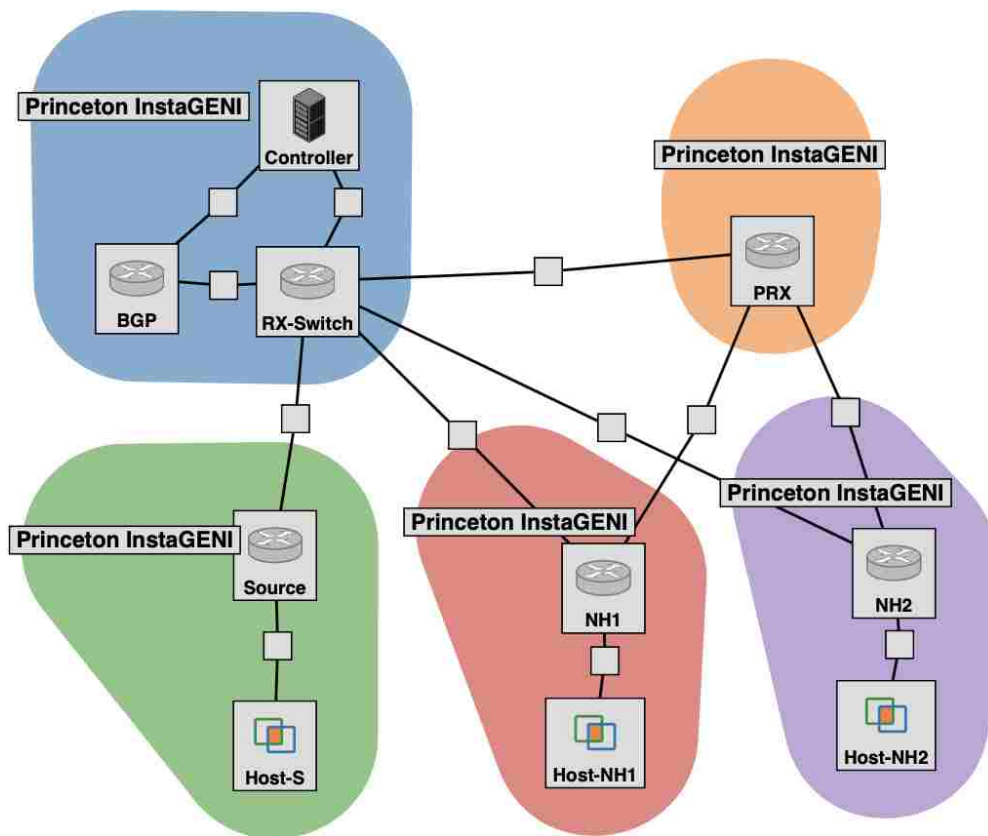 Princeton InstaGENI
Controller
BGP
RX-Switch
Princeton InstaGENI
PRX
Princeton InstaGENI
Source
Host-S
Princeton InstaGENI
NH1
Host-NH1
Princeton InstaGENI
NH2
Host-NH2